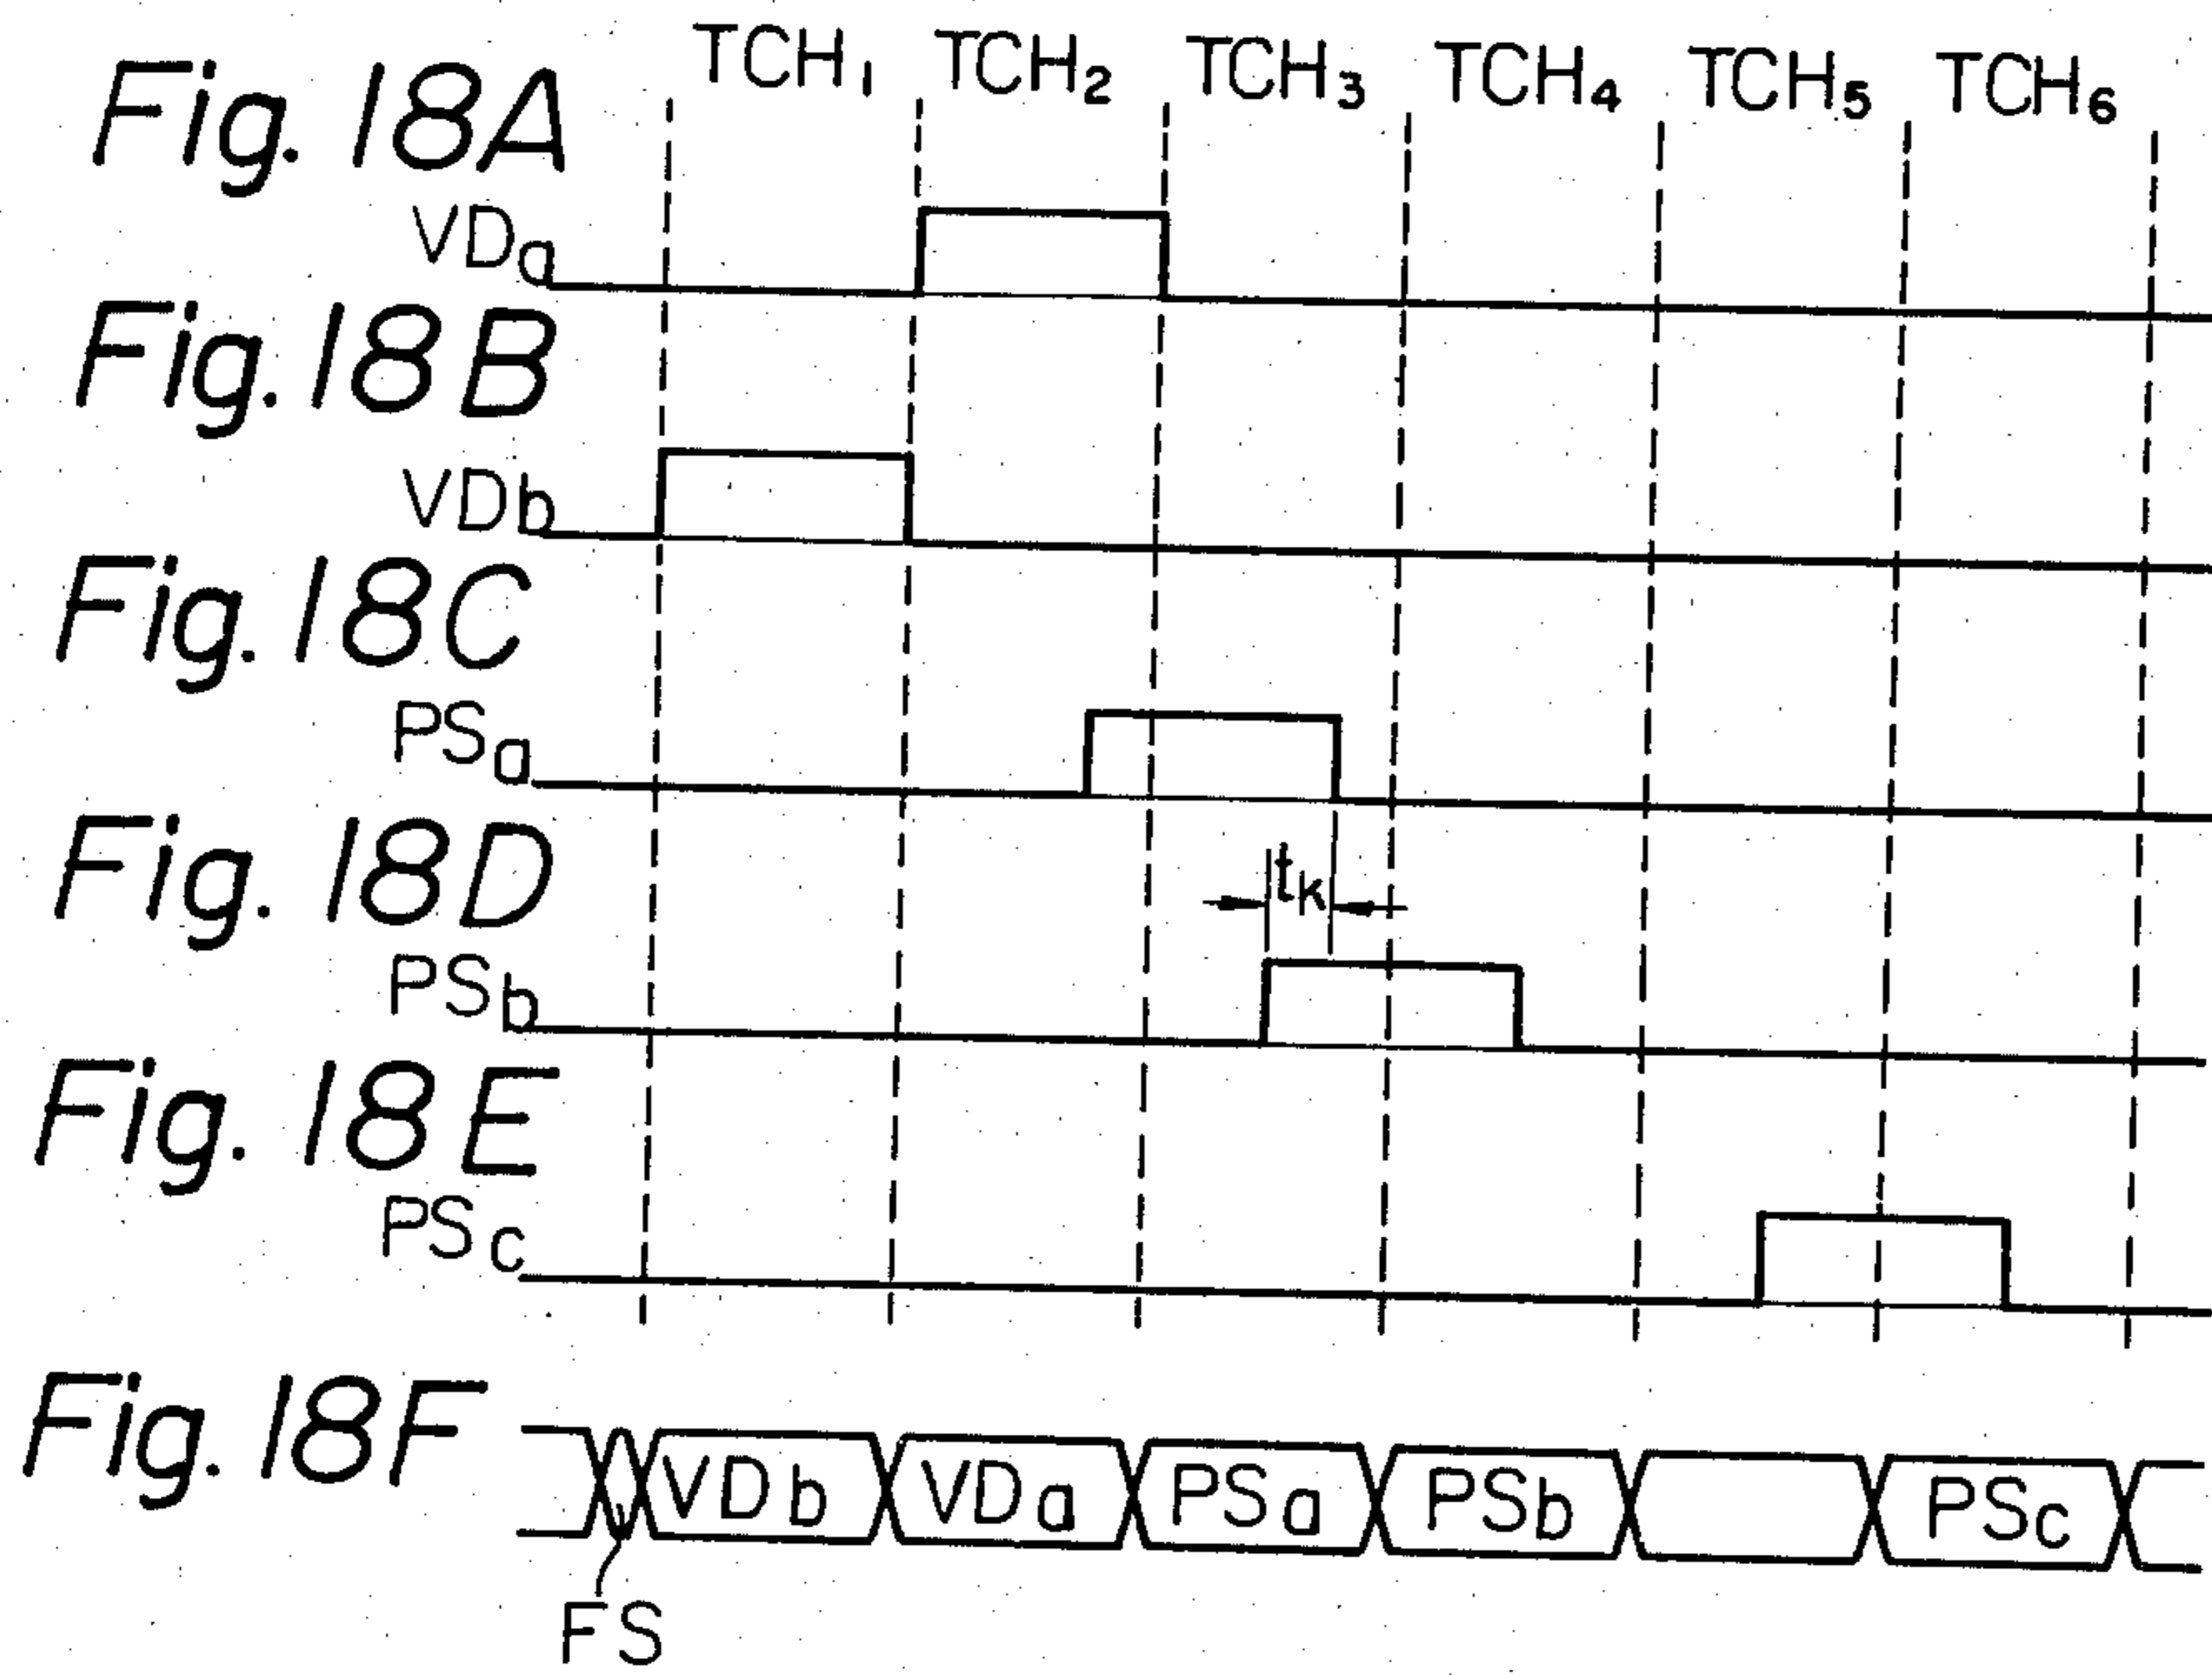 Fig. 18A
TCH1 TCH2 TCH3 TCH4 TCH5 TCH6
VDa
Fig. 18B
VDb
Fig. 18C
PSa
Fig. 18D
tk
PSb
Fig. 18E
PSc
Fig. 18F
VDb VDa PSa PSb PSc
FS